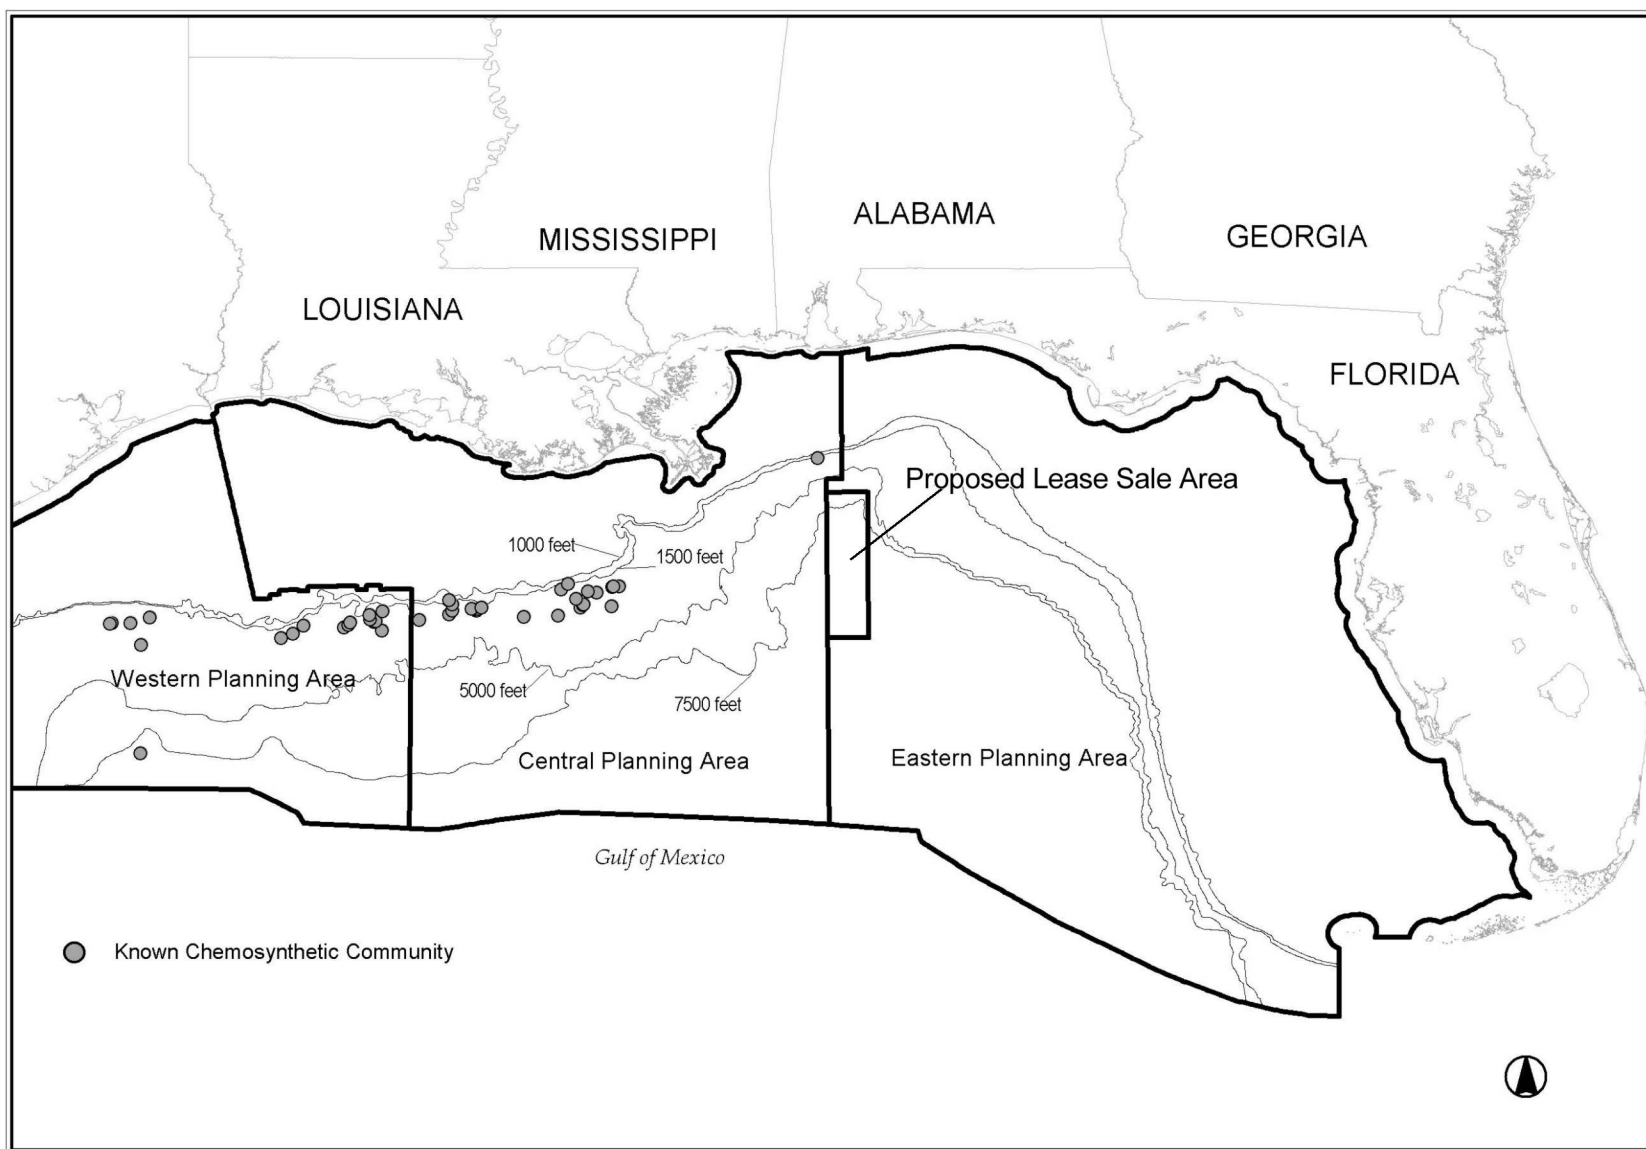 ALABAMA
MISSISSIPPI
GEORGIA
LOUISIANA
FLORIDA
Proposed Lease Sale Area
1000 feet
1500 feet
Western Planning Area
5000 feet
7500 feet
Central Planning Area
Eastern Planning Area
Gulf of Mexico
Known Chemosynthetic Community